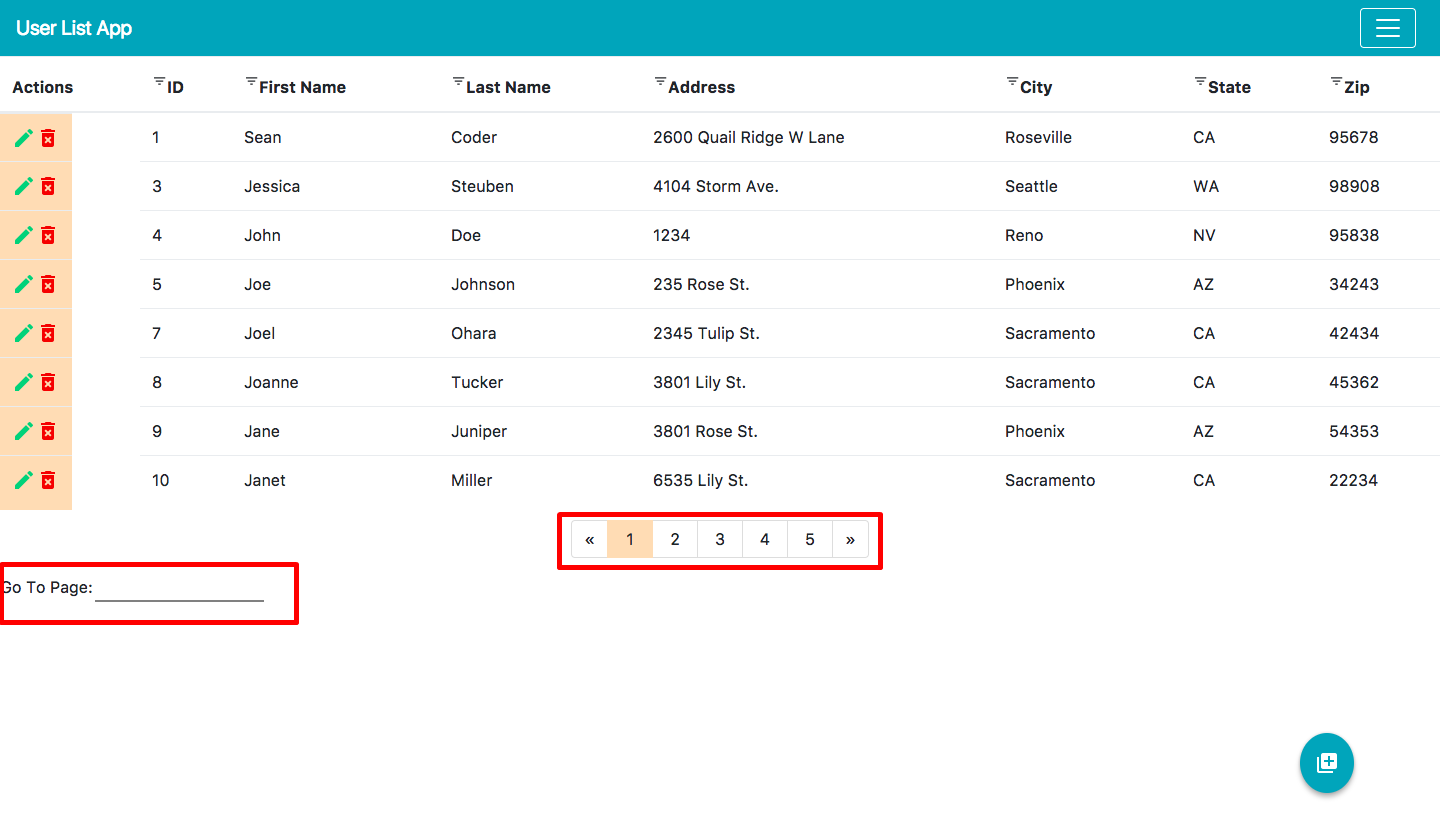 User List App
Actions ID First Name Last Name Address City State Zip
1 Sean Coder 2600 Quail Ridge W Lane Roseville CA 95678
3 Jessica Steuben 4104 Storm Ave. Seattle WA 98908
4 John Doe 1234 Reno NV 95838
5 Joe Johnson 235 Rose St. Phoenix AZ 34243
7 Joel Ohara 2345 Tulip St. Sacramento CA 42434
8 Joanne Tucker 3801 Lily St. Sacramento CA 45362
9 Jane Juniper 3801 Rose St. Phoenix AZ 54353
10 Janet Miller 6535 Lily St. Sacramento CA 22234
« 1 2 3 4 5 »
Go To Page: